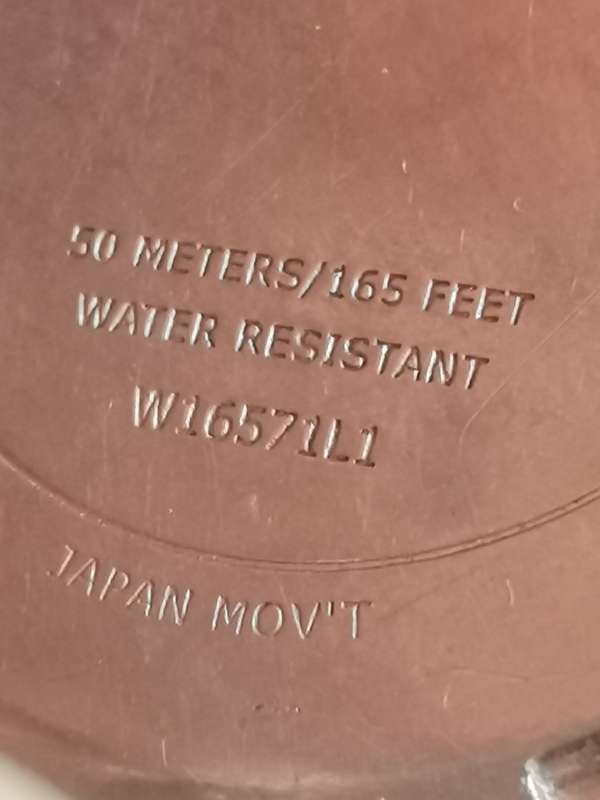 50 METERS/165 FEET
WATER RESISTANT
W16571L1
JAPAN MOV'T